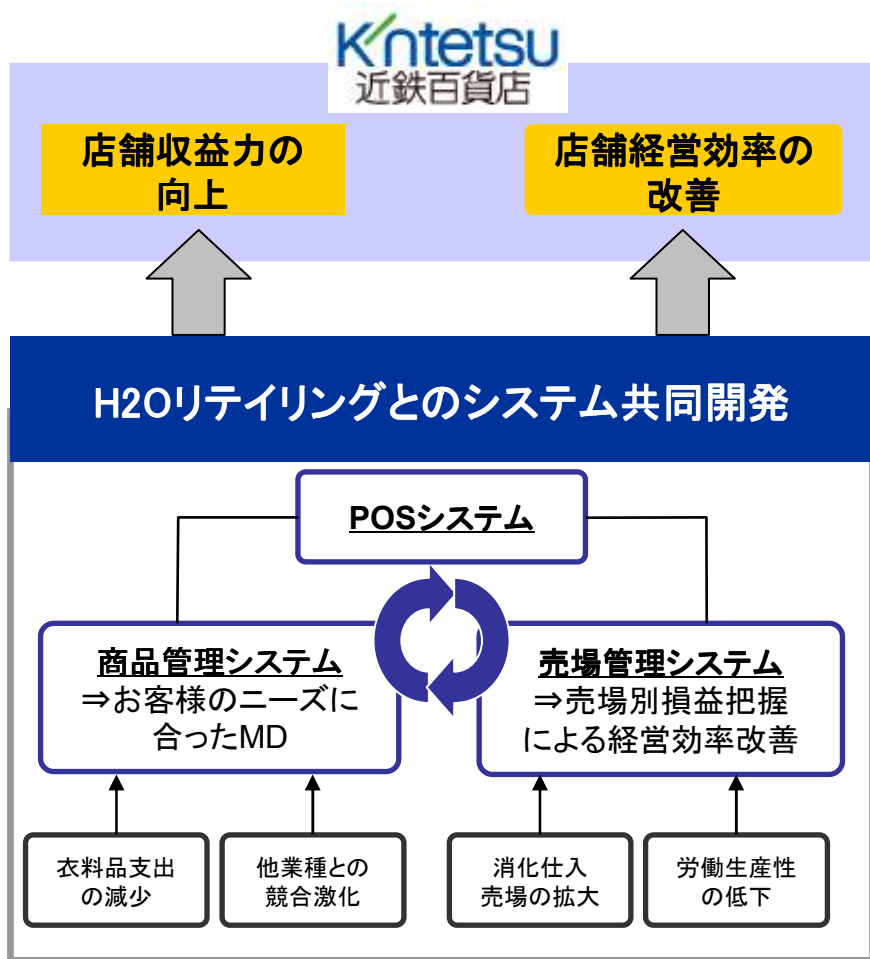 Kintetsu
近鉄百貨店
店舗収益力の
向上
店舗経営効率の
改善
H2Oリテイリングとのシステム共同開発
POSシステム
商品管理システム
⇒お客様のニーズに
合ったMD
売場管理システム
⇒売場別損益把握
による経営効率改善
衣料品支出
の減少
他業種との
競合激化
消化仕入
売場の拡大
労働生産性
の低下